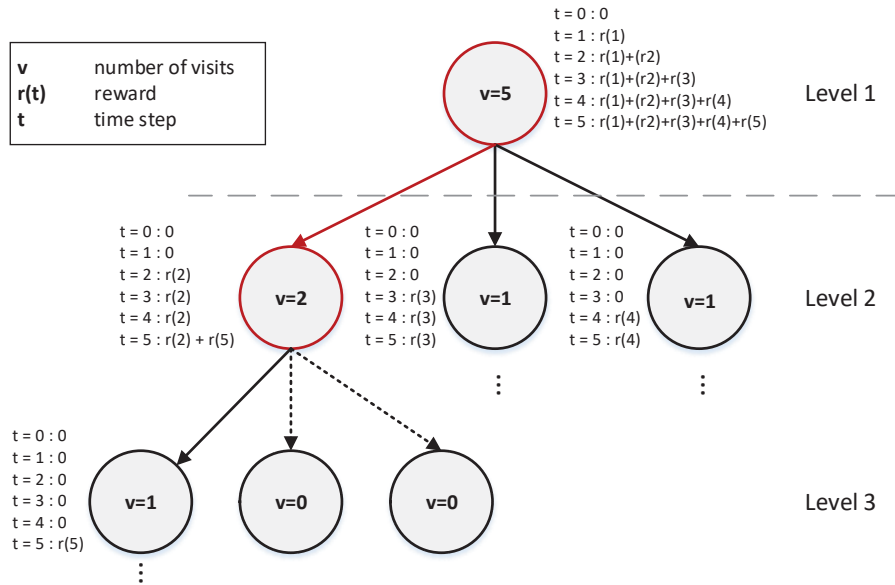 v number of visits
r(t) reward
t time step
t = 0 : 0
t = 1 : r(1)
t = 2 : r(1)+(r2)
t = 3 : r(1)+(r2)+r(3)
t = 4 : r(1)+(r2)+r(3)+r(4)
t = 5 : r(1)+(r2)+r(3)+r(4)+r(5)
v=5
Level 1
t = 0 : 0
t = 1 : 0
t = 2 : r(2)
t = 3 : r(2)
t = 4 : r(2)
t = 5 : r(2) + r(5)
v=2
t = 0 : 0
t = 1 : 0
t = 2 : 0
t = 3 : r(3)
t = 4 : r(3)
t = 5 : r(3)
v=1
t = 0 : 0
t = 1 : 0
t = 2 : 0
t = 3 : 0
t = 4 : r(4)
t = 5 : r(4)
v=1
Level 2
t = 0 : 0
t = 1 : 0
t = 2 : 0
t = 3 : 0
t = 4 : 0
t = 5 : r(5)
v=1
v=0
v=0
Level 3